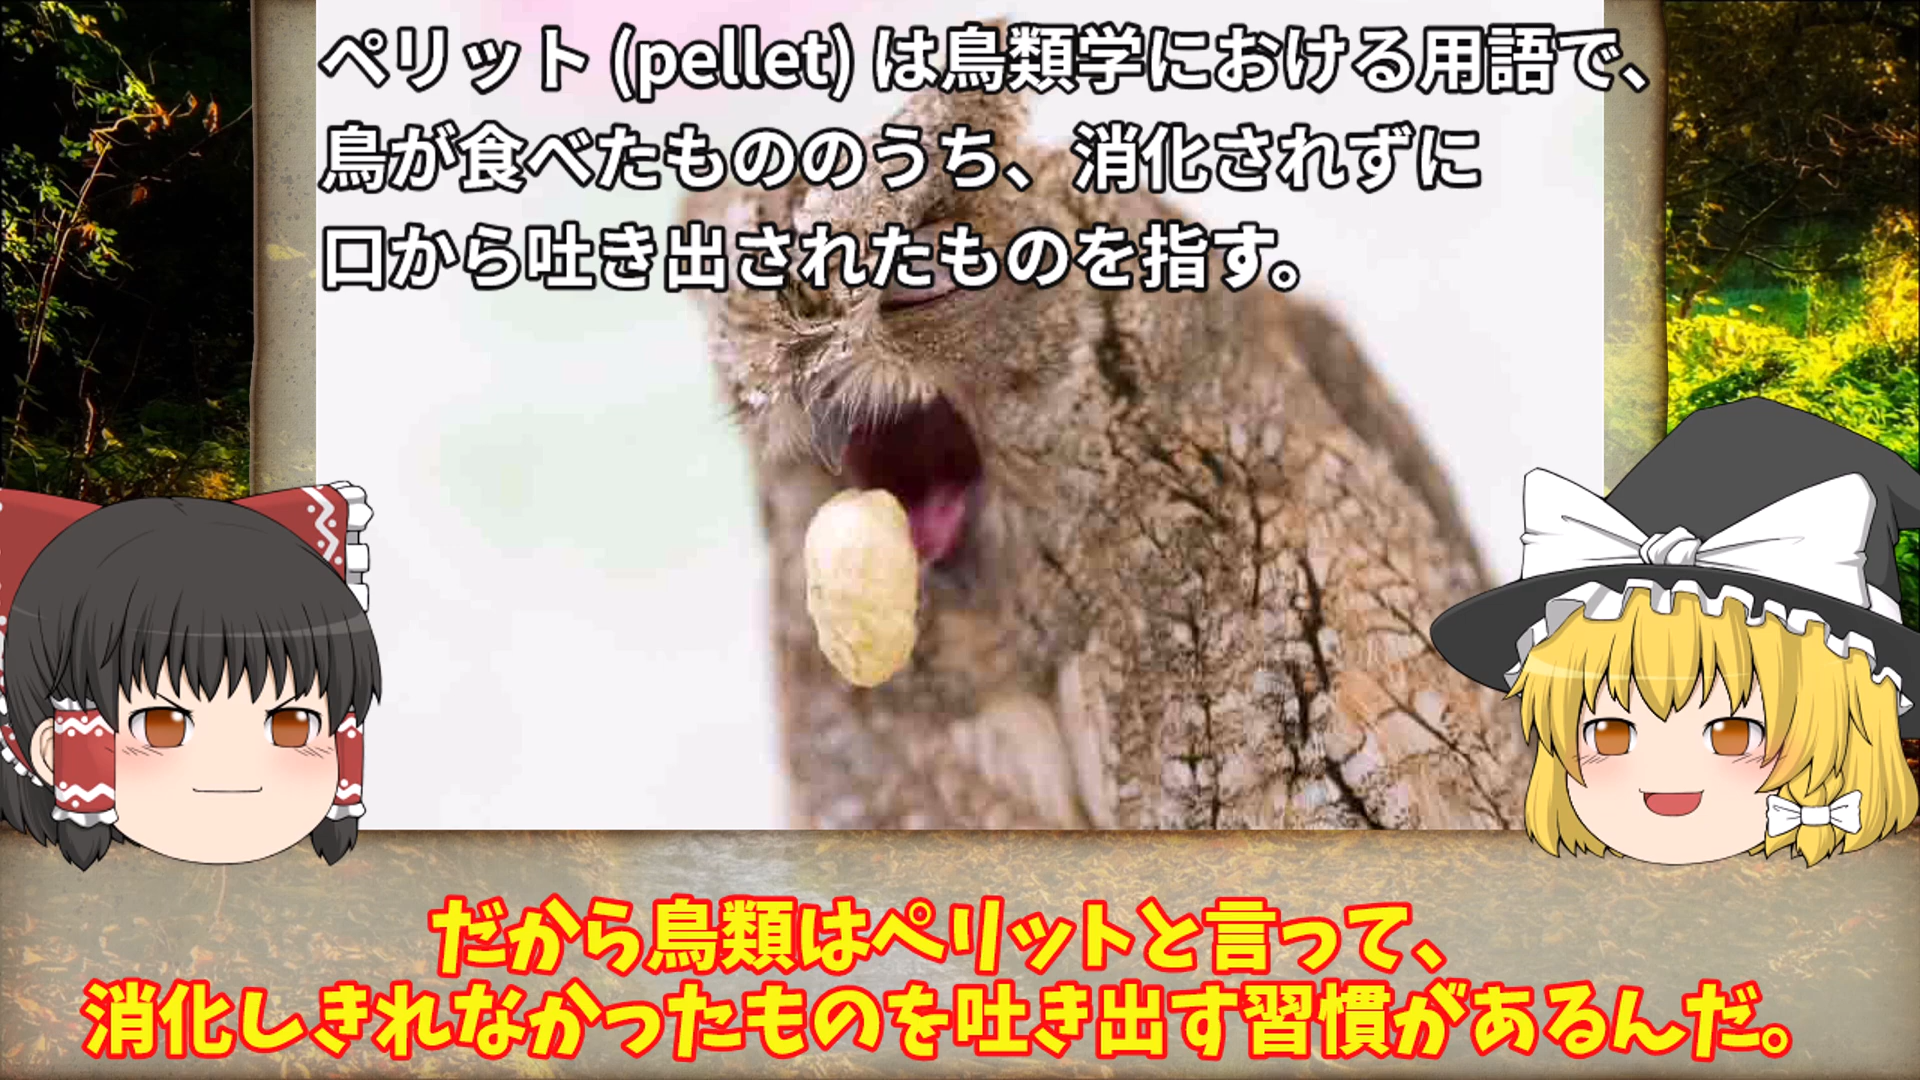 ペリット (pellet) は鳥類学における用語で、
鳥が食べたもののうち、消化されずに
口から吐き出されたものを指す。
だから鳥類はペリットと言って、
消化しきれなかったものを吐き出す習慣があるんだ。